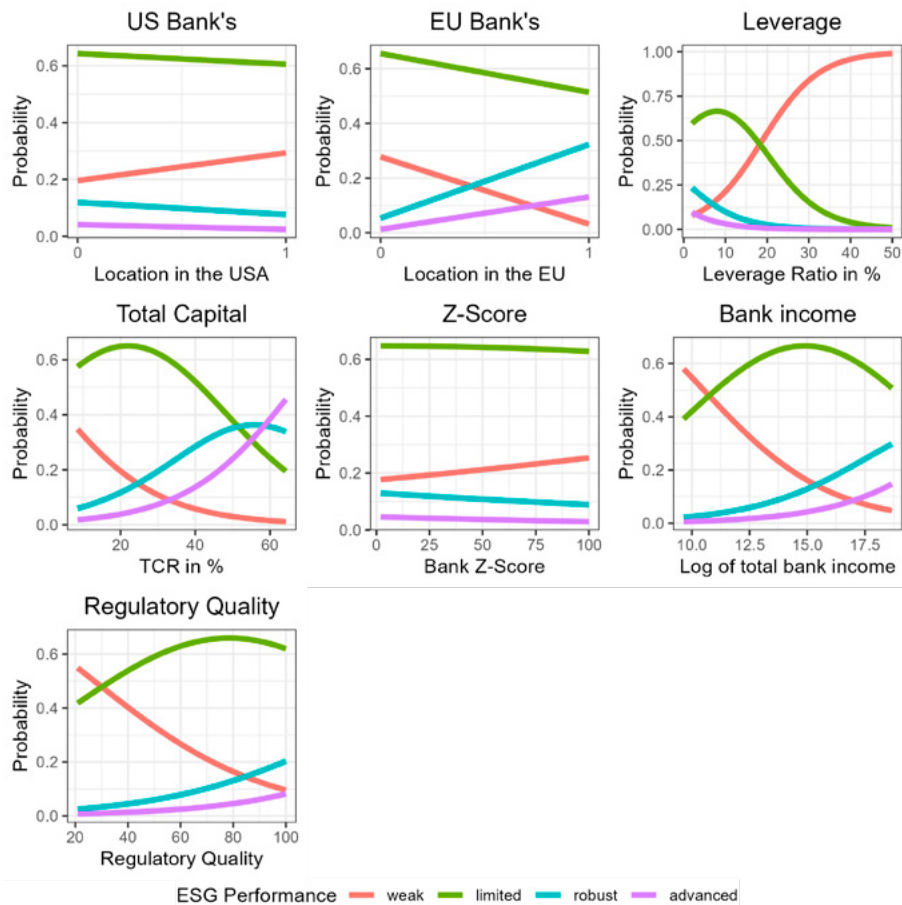 US Bank's
EU Bank's
Leverage
Probability
0.6
0.4
0.2
0.0
0
1
Location in the USA
Probability
0.6
0.4
0.2
0.0
0
1
Location in the EU
Probability
1.00
0.75
0.50
0.25
0.00
0
10
20
30
40
50
Leverage Ratio in %
Total Capital
Z-Score
Bank income
Probability
0.6
0.4
0.2
0.0
20
40
60
TCR in %
Probability
0.6
0.4
0.2
0.0
0
25
50
75
100
Bank Z-Score
Probability
0.6
0.4
0.2
0.0
10.0
12.5
15.0
17.5
Log of total bank income
Regulatory Quality
Probability
0.6
0.4
0.2
0.0
20
40
60
80
100
Regulatory Quality
ESG Performance weak limited robust advanced